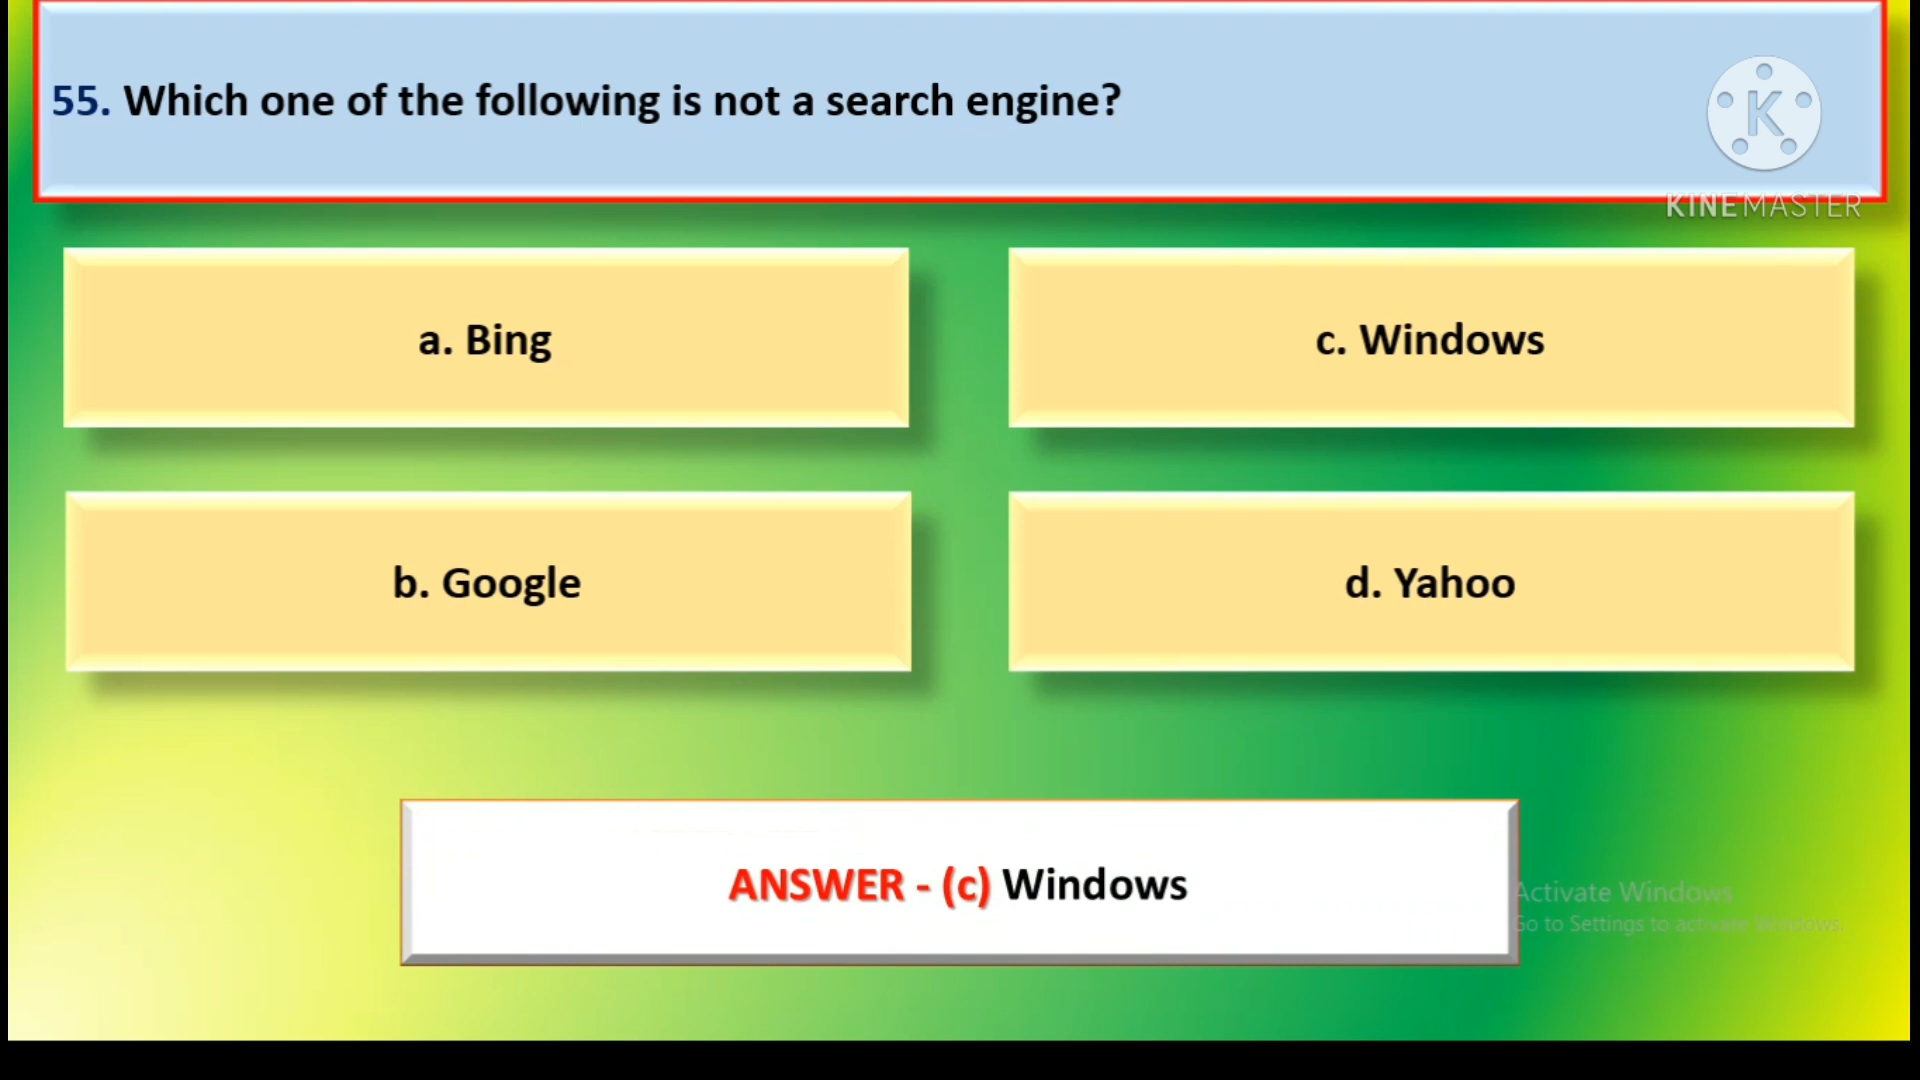 55. Which one of the following is not a search engine?
K
KINEMASTER
a. Bing
c. Windows
b. Google
d. Yahoo
ANSWER - (c) Windows
Activate Windows
Go to Settings to activate Windows.